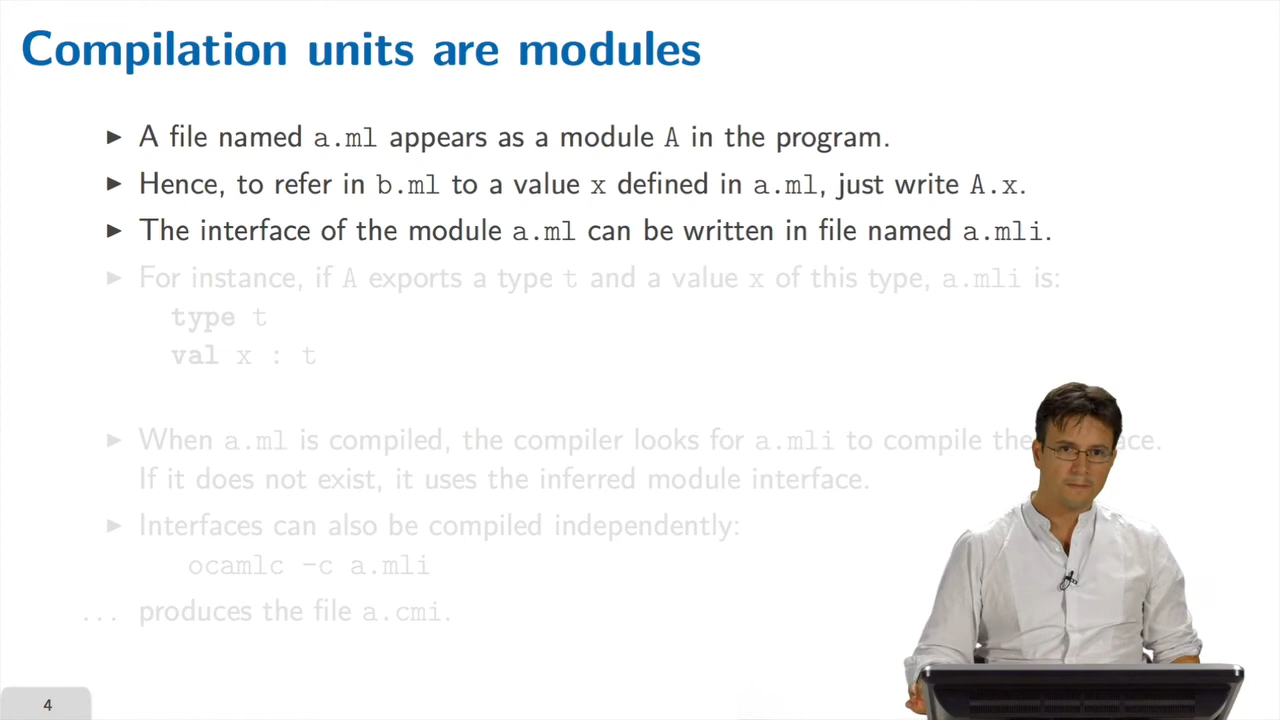 Compilation units are modules
▶ A file named a.ml appears as a module A in the program.
▶ Hence, to refer in b.ml to a value x defined in a.ml, just write A.x.
▶ The interface of the module a.ml can be written in file named a.mli.
▶ For instance, if A exports a type t and a value x of this type, a.mli is:
type t
val x : t
▶ When a.ml is compiled, the compiler looks for a.mli to compile the
If it does not exist, it uses the inferred module interface.
▶ Interfaces can also be compiled independently:
ocamlc -c a.mli
... produces the file a.cmi.
4